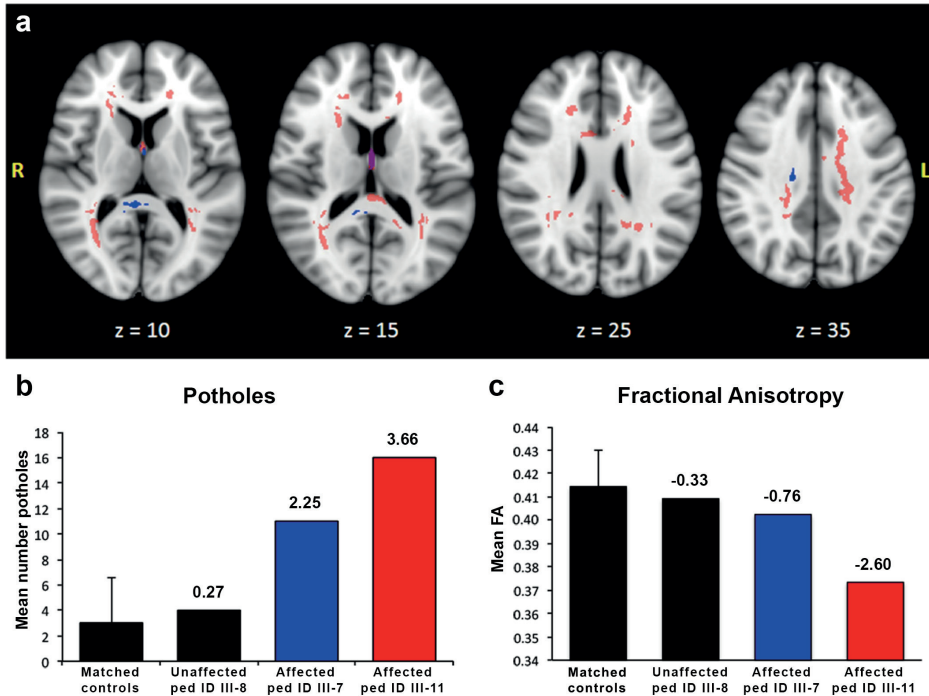 a
R
L
z = 10
z = 15
z = 25
z = 35
b
Potholes
Mean number potholes
18
16
14
12
10
8
6
4
2
0
0.27
2.25
3.66
Matched controls
Unaffected ped ID III-8
Affected ped ID III-7
Affected ped ID III-11
c
Fractional Anisotropy
Mean FA
0.44
0.43
0.41
0.40
0.38
0.37
0.36
0.35
0.34
-0.33
-0.76
-2.60
Matched controls
Unaffected ped ID III-8
Affected ped ID III-7
Affected ped ID III-11